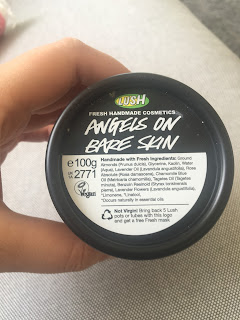 LUSH
FRESH HANDMADE COSMETICS
ANGELS ON
BARE SKIN
e 100g
2771
Vegan
Handmade with Fresh Ingredients: Ground
Almonds (Prunus dulcis), Glycerine, Kaolin, Water
(Aqua), Lavender Oil (Lavandula angustifolia), Rose
Absolute (Rosa damascena), Chamomile Blue
Oil (Matricaria chamomilla), Tagetes Oil (Tagetes
minuta), Benzoin Resinoid (Styrax tonkinensis
pierre), Lavender Flowers (Lavandula angustifolia),
*Limonene, *Linalool.
*Occurs naturally in essential oils.
Not Virgin! Bring back 5 Lush
pots or tubes with this logo
and get a free Fresh mask